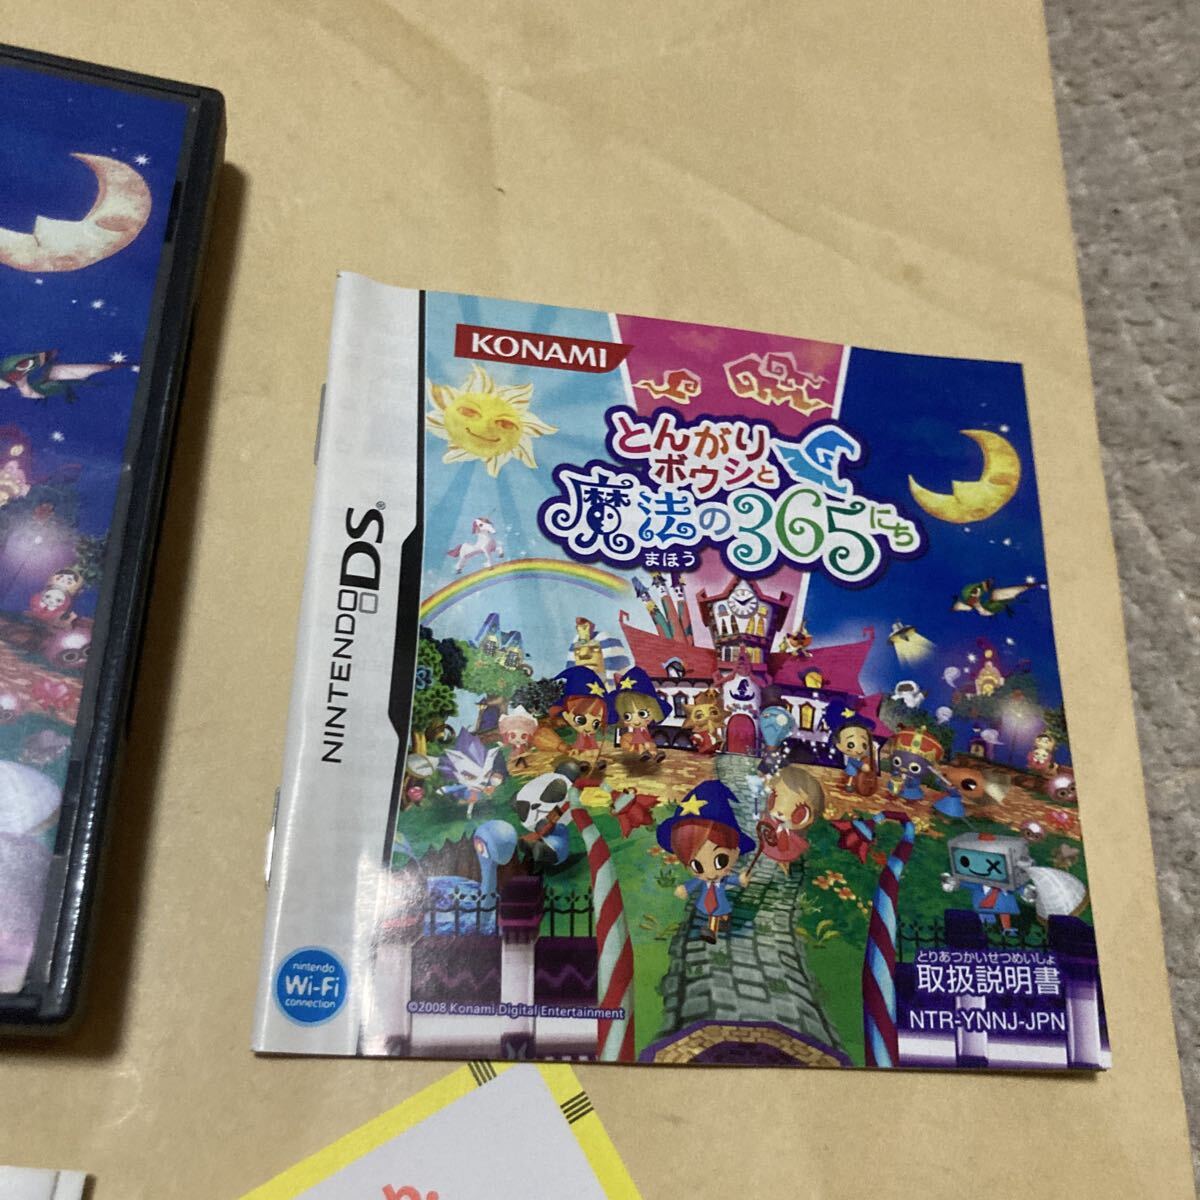 KONAMI
とんがり
ボウシと
魔法の365にち
まほう
NINTENDO DS®
nintendo
Wi-Fi
connection
©2008 Konami Digital Entertainment
とりあつかいせつめいしょ
取扱説明書
NTR-YNNJ-JPN